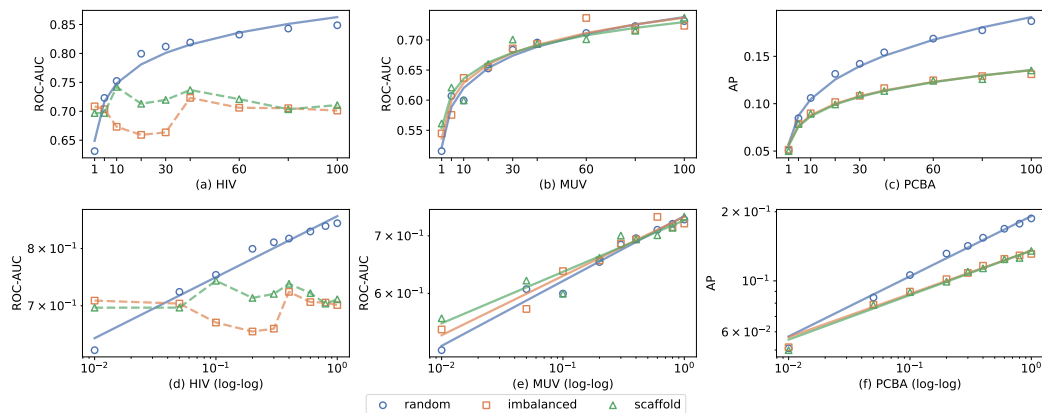 0.85
0.80
0.75
0.70
0.65
ROC-AUC
1 10 30 60 100
(a) HIV
0.70
0.65
0.60
0.55
ROC-AUC
1 10 30 60 100
(b) MUV
0.15
0.10
0.05
AP
1 10 30 60 100
(c) PCBA
8 × 10⁻¹
7 × 10⁻¹
ROC-AUC
10⁻² 10⁻¹ 10⁰
(d) HIV (log-log)
7 × 10⁻¹
6 × 10⁻¹
ROC-AUC
10⁻² 10⁻¹ 10⁰
(e) MUV (log-log)
2 × 10⁻¹
10⁻¹
6 × 10⁻²
AP
10⁻² 10⁻¹ 10⁰
(f) PCBA (log-log)
random imbalanced scaffold